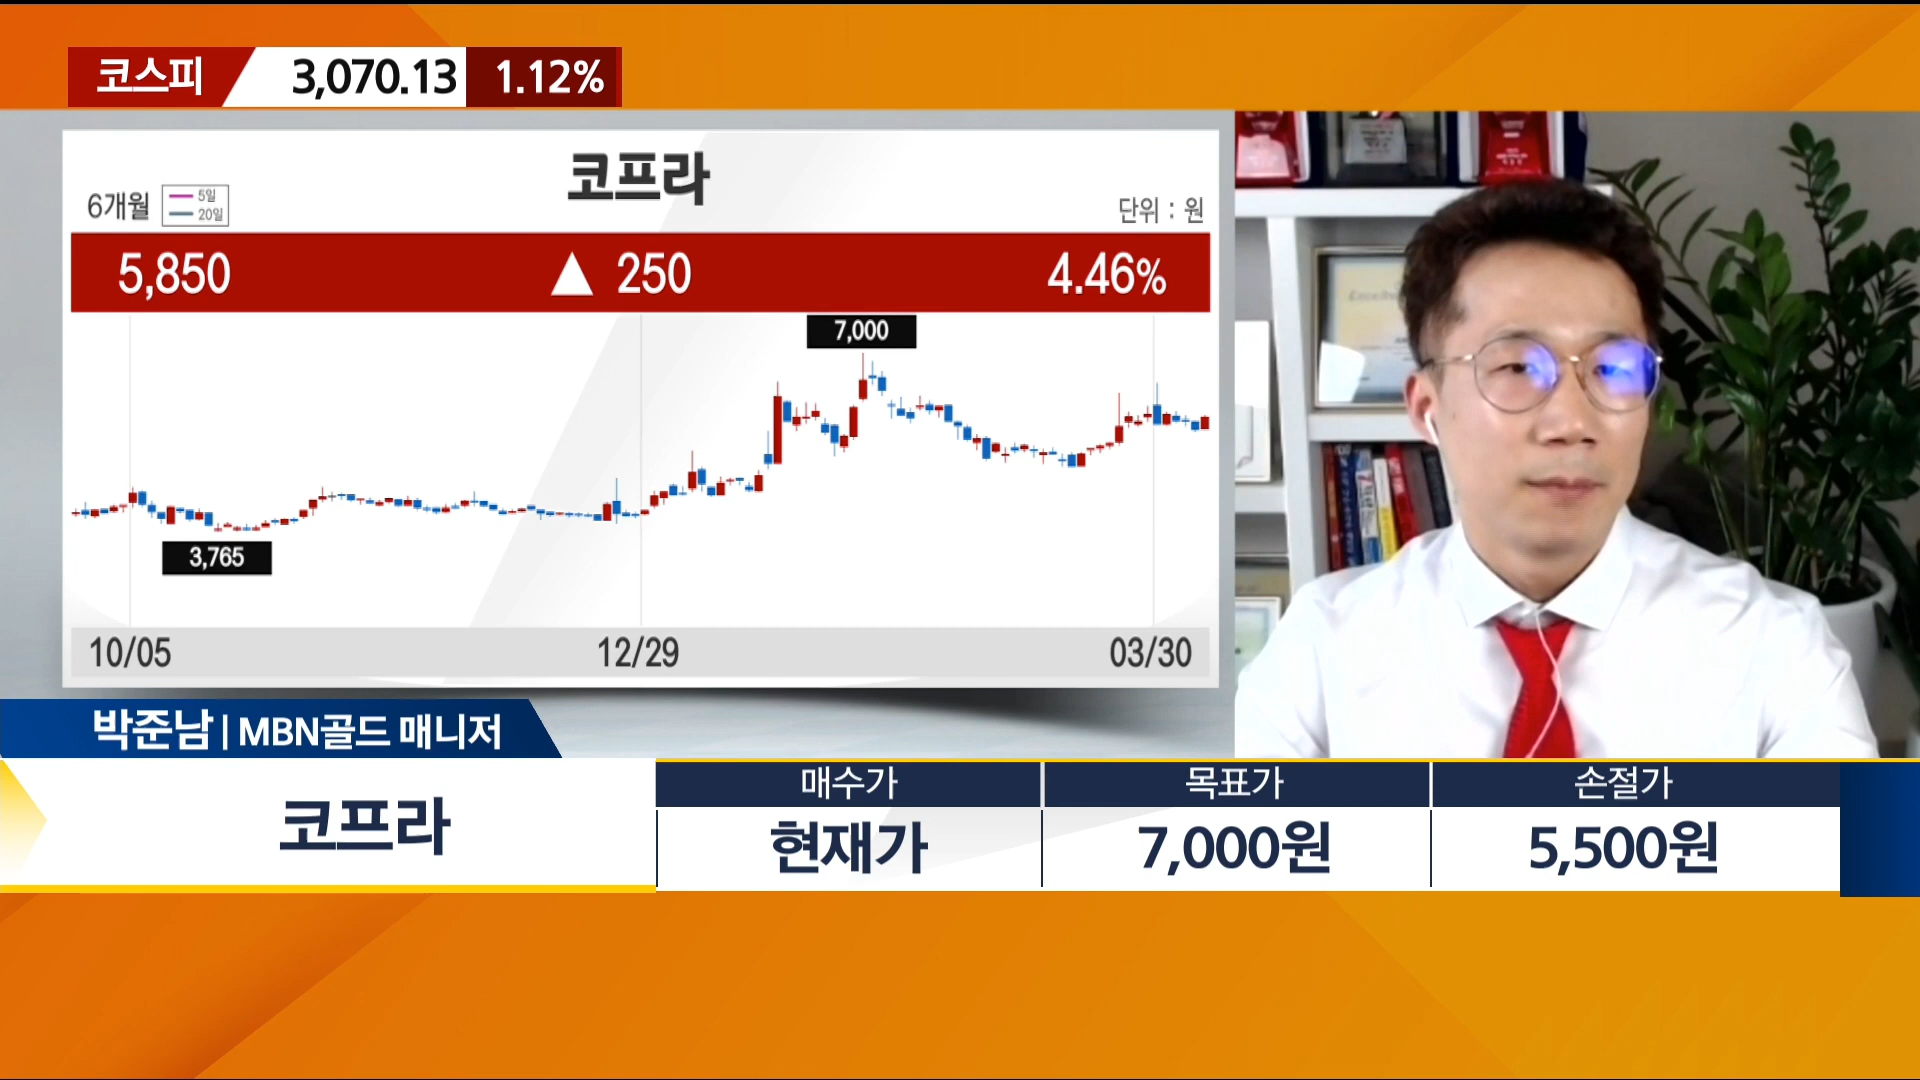 코스피 3,070.13 1.12%
코프라
6개월 5일 20일 단위 : 원
5,850 ▲ 250 4.46%
7,000
3,765
10/05 12/29 03/30
박준남 | MBN골드 매니저
코프라
매수가 목표가 손절가
현재가 7,000원 5,500원